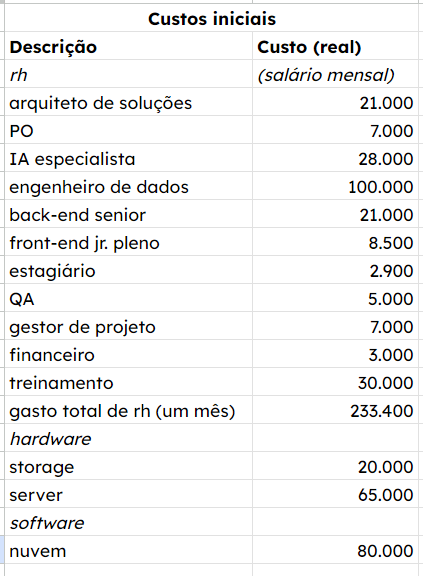 Custos iniciais
Descrição Custo (real)
rh (salário mensal)
arquiteto de soluções 21.000
PO 7.000
IA especialista 28.000
engenheiro de dados 100.000
back-end senior 21.000
front-end jr. pleno 8.500
estagiário 2.900
QA 5.000
gestor de projeto 7.000
financeiro 3.000
treinamento 30.000
gasto total de rh (um mês) 233.400
hardware
storage 20.000
server 65.000
software
nuvem 80.000